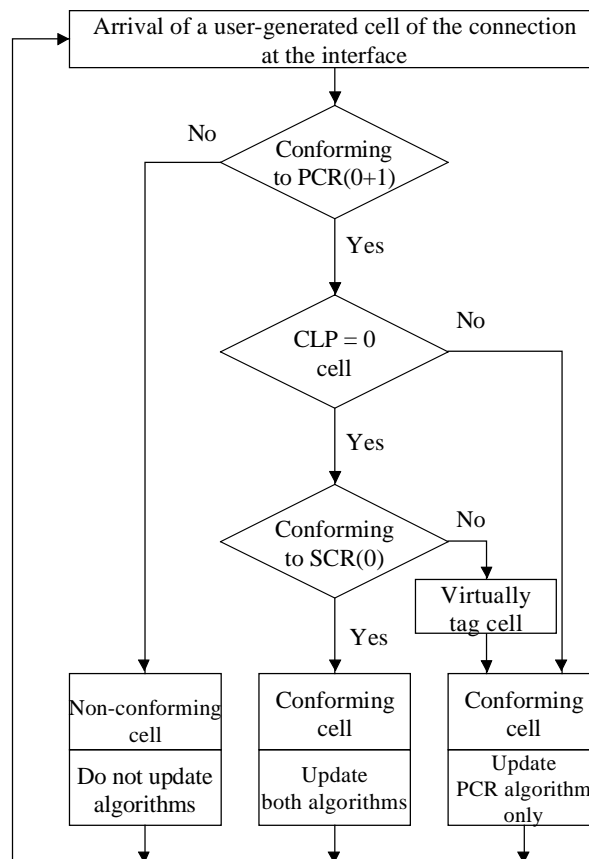 Arrival of a user-generated cell of the connection
at the interface
No
Conforming
to PCR(0+1)
Yes
No
CLP = 0
cell
Yes
No
Conforming
to SCR(0)
Virtually
tag cell
Yes
Non-conforming
cell
Do not update
algorithms
Conforming
cell
Update
both algorithms
Conforming
cell
Update
PCR algorithm
only